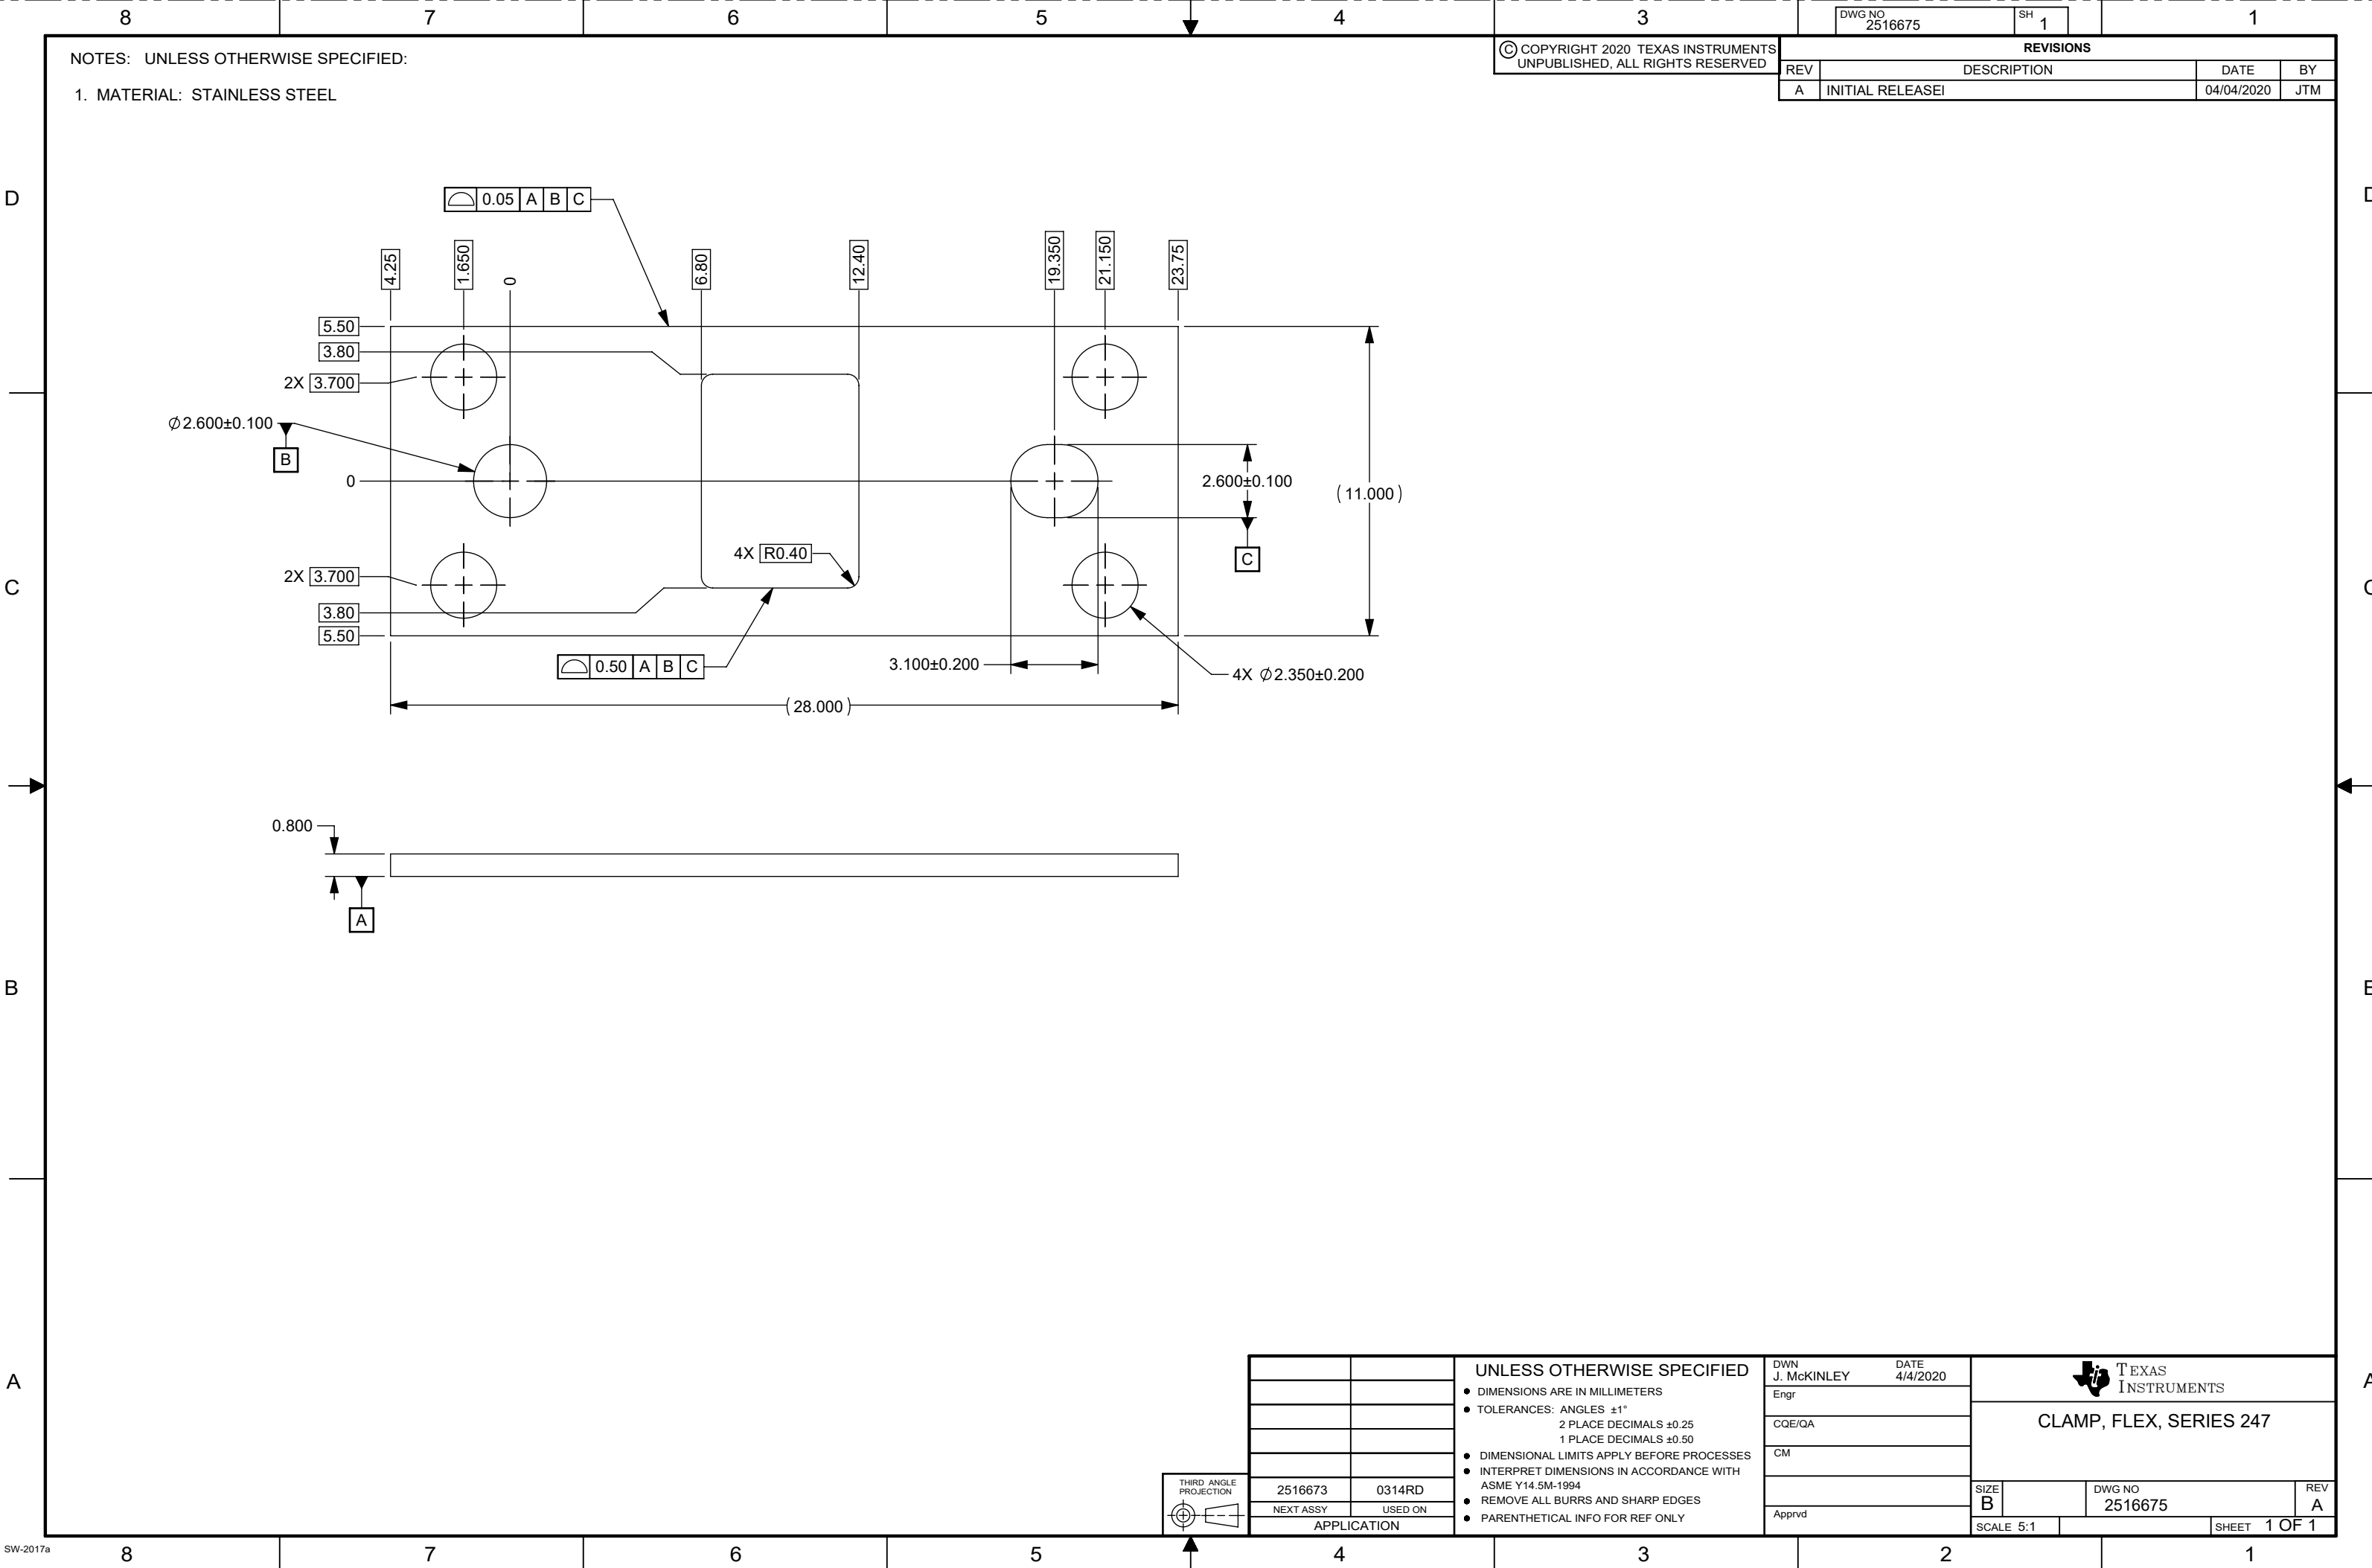 8 7 6 5 4 3 1
DWG NO
2516675
SH
1
NOTES: UNLESS OTHERWISE SPECIFIED:
1. MATERIAL: STAINLESS STEEL
© COPYRIGHT 2020 TEXAS INSTRUMENTS
UNPUBLISHED, ALL RIGHTS RESERVED
REVISIONS
REV DESCRIPTION DATE BY
A INITIAL RELEASEI 04/04/2020 JTM
D D
0.05 A B C
4.25 1.650 0 6.80 12.40 19.350 21.150 23.75
5.50
3.80
2X 3.700
∅2.600±0.100
B
0
2.600±0.100
(11.000)
4X R0.40
C
2X 3.700
C C
3.80
5.50
0.50 A B C
3.100±0.200
4X ∅2.350±0.200
(28.000)
0.800
A
B B
A A
THIRD ANGLE
PROJECTION
2516673 0314RD
NEXT ASSY USED ON
APPLICATION
UNLESS OTHERWISE SPECIFIED
● DIMENSIONS ARE IN MILLIMETERS
● TOLERANCES: ANGLES ±1°
2 PLACE DECIMALS ±0.25
1 PLACE DECIMALS ±0.50
● DIMENSIONAL LIMITS APPLY BEFORE PROCESSES
● INTERPRET DIMENSIONS IN ACCORDANCE WITH
ASME Y14.5M-1994
● REMOVE ALL BURRS AND SHARP EDGES
● PARENTHETICAL INFO FOR REF ONLY
DWN DATE
J. McKINLEY 4/4/2020
Engr
CQE/QA
CM
Apprvd
TEXAS
INSTRUMENTS
CLAMP, FLEX, SERIES 247
SIZE
B
DWG NO
2516675
REV
A
SCALE 5:1
SHEET 1 OF 1
SW-2017a
8 7 6 5 4 3 2 1